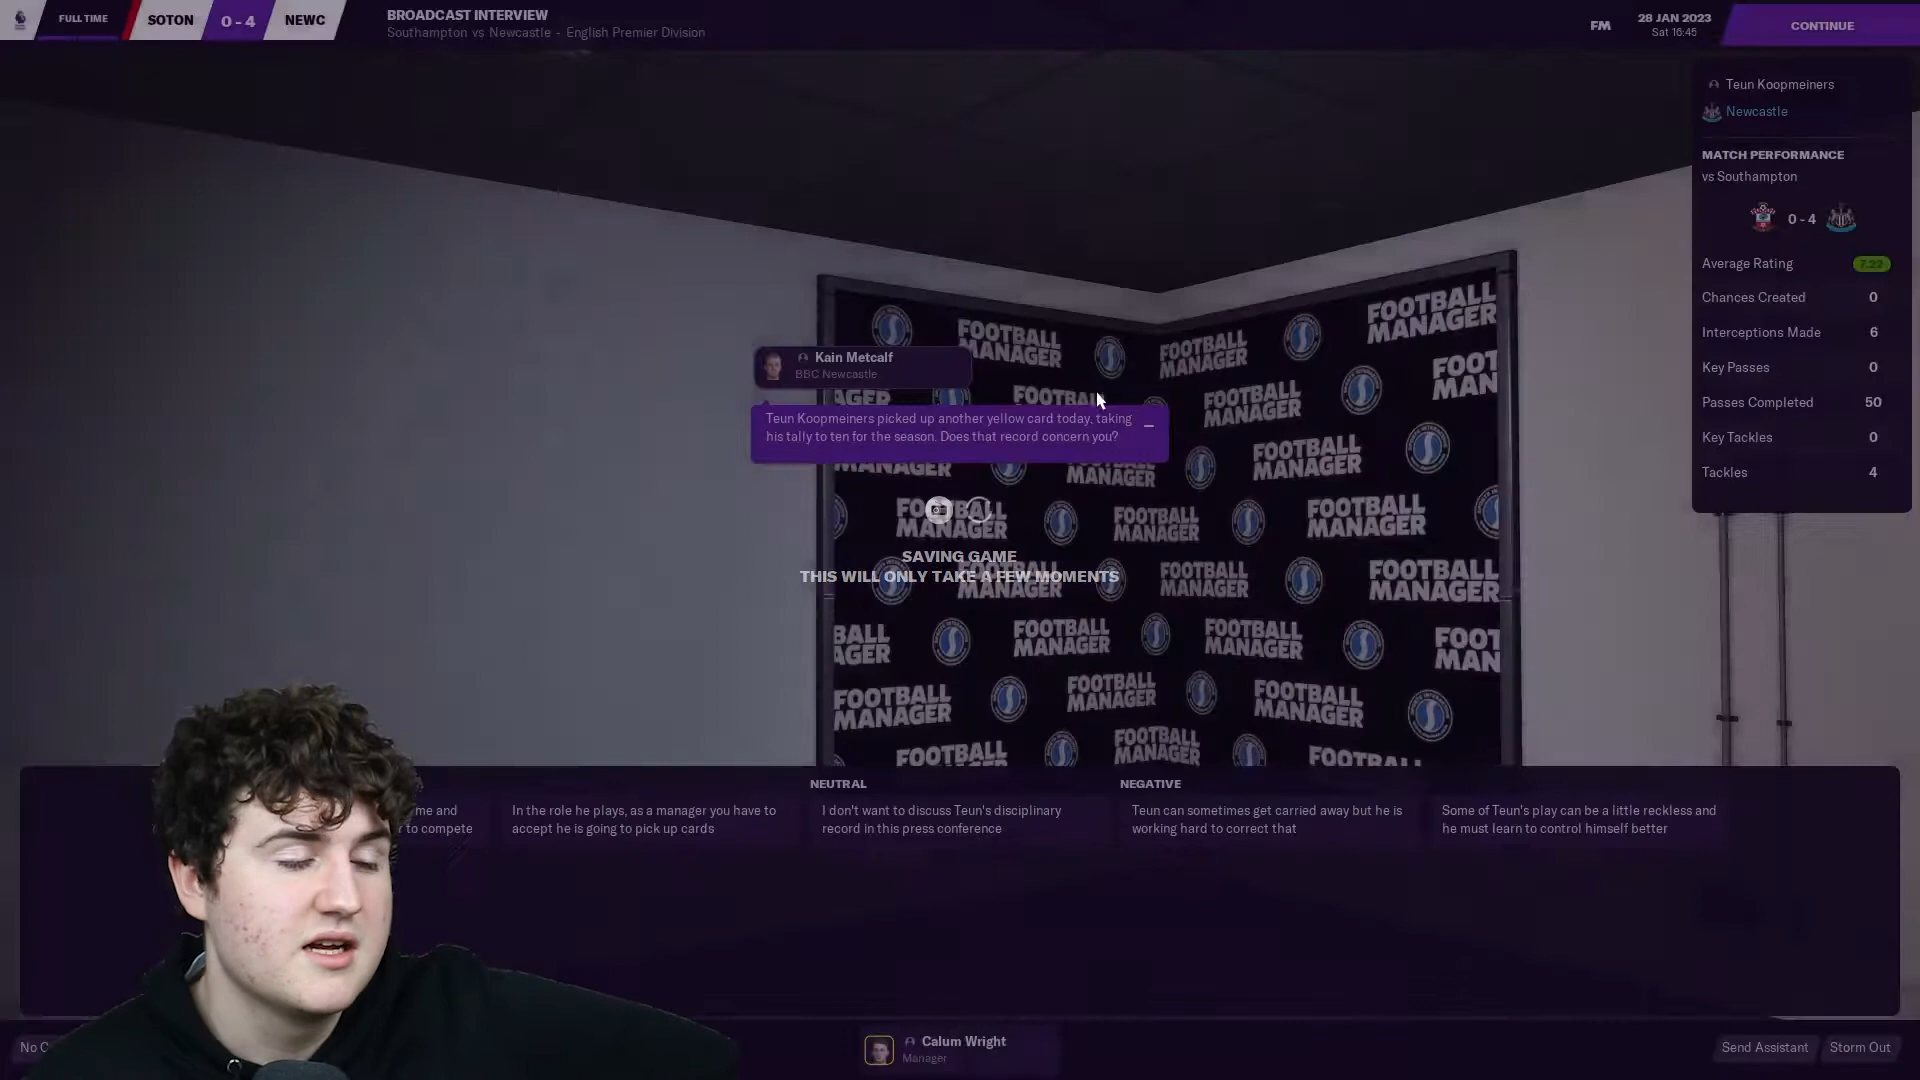 FULL TIME
SOTON 0 - 4 NEWC
BROADCAST INTERVIEW
Southampton vs Newcastle - English Premier Division
FM
28 JAN 2023
Sat 16:45
CONTINUE
Teun Koopmeiners
Newcastle
MATCH PERFORMANCE
vs Southampton
0 - 4
Average Rating 7.22
Chances Created 0
Interceptions Made 6
Key Passes 0
Passes Completed 50
Key Tackles 0
Tackles 4
Kain Metcalf
BBC Newcastle
Teun Koopmeiners picked up another yellow card today, taking
his tally to ten for the season. Does that record concern you?
SAVING GAME
THIS WILL ONLY TAKE A FEW MOMENTS
FOOTBALL MANAGER
me and
to compete
In the role he plays, as a manager you have to
accept he is going to pick up cards
NEUTRAL
I don't want to discuss Teun's disciplinary
record in this press conference
NEGATIVE
Teun can sometimes get carried away but he is
working hard to correct that
Some of Teun's play can be a little reckless and
he must learn to control himself better
No C
Calum Wright
Manager
Send Assistant
Storm Out